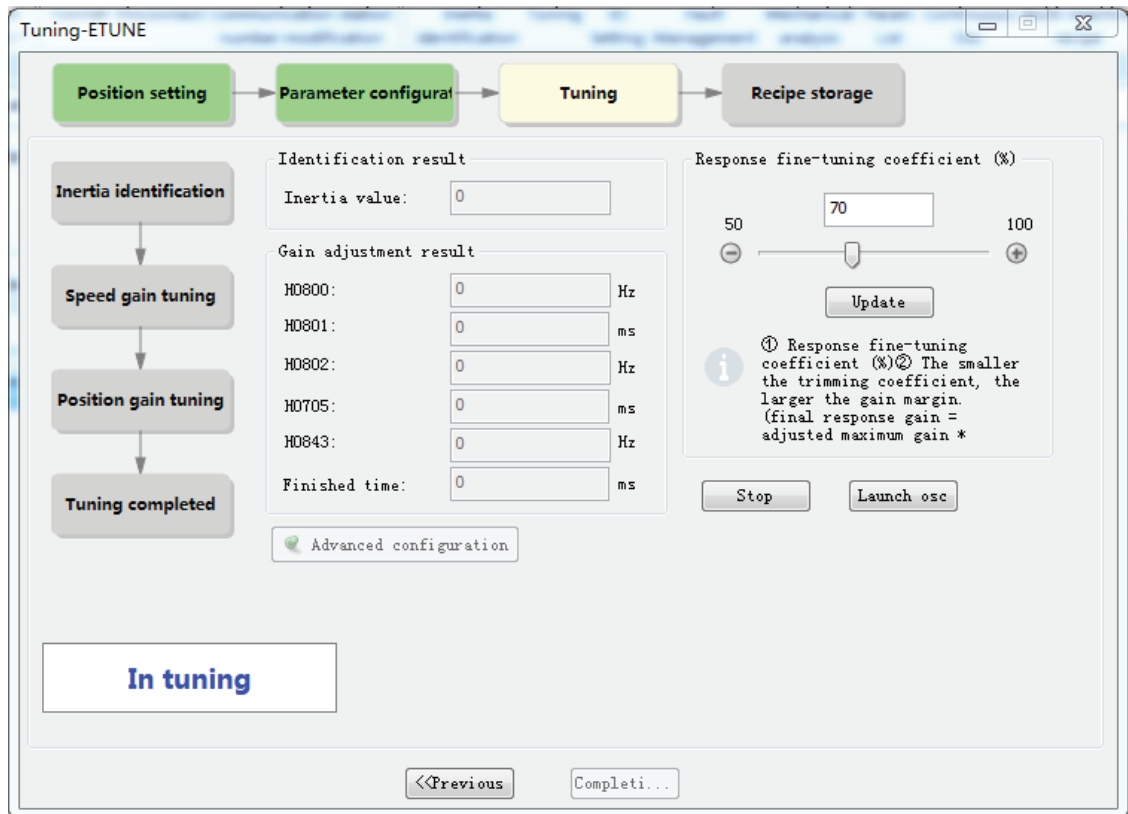 Tuning-ETUNE
Position setting
Parameter configurat
Tuning
Recipe storage
Inertia identification
Speed gain tuning
Position gain tuning
Tuning completed
Identification result
Inertia value:
0
Gain adjustment result
H0800:
0
Hz
H0801:
0
ms
H0802:
0
Hz
H0705:
0
ms
H0843:
0
Hz
Finished time:
0
ms
Advanced configuration
Response fine-tuning coefficient (%)
70
50
100
Update
① Response fine-tuning
coefficient (%)② The smaller
the trimming coefficient, the
larger the gain margin.
(final response gain =
adjusted maximum gain *
Stop
Launch osc
In tuning
<<Previous
Completi...